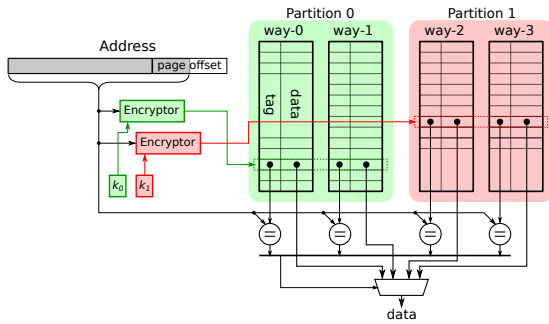 Partition 0
Partition 1
Address
way-0
way-1
way-2
way-3
page offset
tag
data
Encryptor
Encryptor
k0
k1
=
=
=
=
data